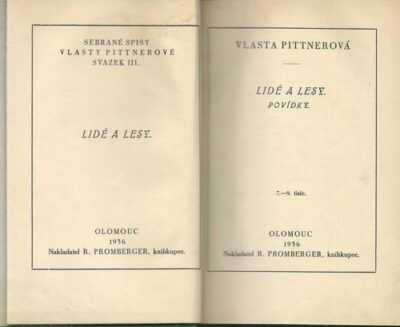 SEBRANÉ SPISY
VLASTY PITTNEROVÉ
SVAZEK III.
LIDÉ A LESY.
OLOMOUC
1936
Nakladatel R. PROMBERGER, knihkupec.
VLASTA PITTNEROVÁ
LIDÉ A LESY.
POVÍDKY.
7.—9. tisíc.
OLOMOUC
1936
Nakladatel R. PROMBERGER, knihkupec.